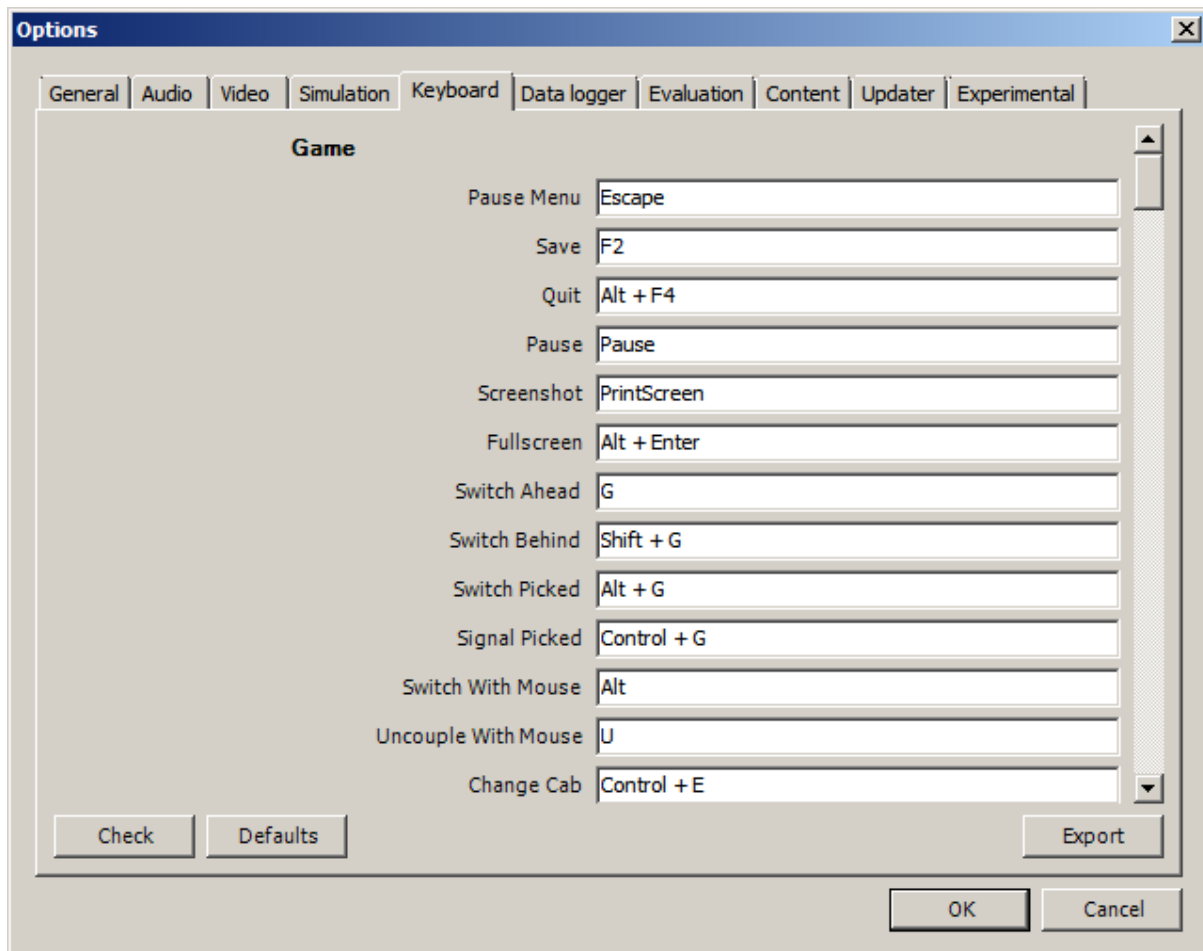 Options
General Audio Video Simulation Keyboard Data logger Evaluation Content Updater Experimental
Game
Pause Menu Escape
Save F2
Quit Alt + F4
Pause Pause
Screenshot PrintScreen
Fullscreen Alt + Enter
Switch Ahead G
Switch Behind Shift + G
Switch Picked Alt + G
Signal Picked Control + G
Switch With Mouse Alt
Uncouple With Mouse U
Change Cab Control + E
Check Defaults Export
OK Cancel